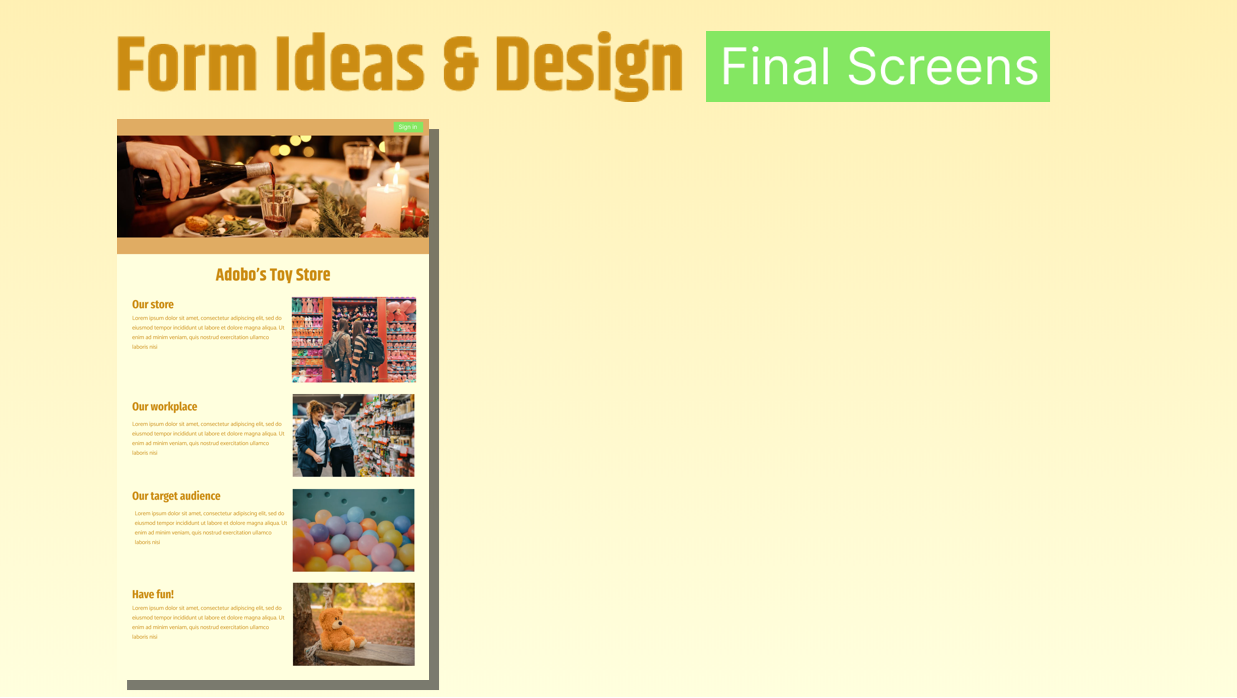 Form Ideas & Design
Final Screens
Sign in
Adobo's Toy Store
Our store
Lorem ipsum dolor sit amet, consectetur adipiscing elit, sed do
eiusmod tempor incididunt ut labore et dolore magna aliqua. Ut
enim ad minim veniam, quis nostrud exercitation ullamco
laboris nisi
Our workplace
Lorem ipsum dolor sit amet, consectetur adipiscing elit, sed do
eiusmod tempor incididunt ut labore et dolore magna aliqua. Ut
enim ad minim veniam, quis nostrud exercitation ullamco
laboris nisi
Our target audience
Lorem ipsum dolor sit amet, consectetur adipiscing elit, sed do
eiusmod tempor incididunt ut labore et dolore magna aliqua. Ut
enim ad minim veniam, quis nostrud exercitation ullamco
laboris nisi
Have fun!
Lorem ipsum dolor sit amet, consectetur adipiscing elit, sed do
eiusmod tempor incididunt ut labore et dolore magna aliqua. Ut
enim ad minim veniam, quis nostrud exercitation ullamco
laboris nisi